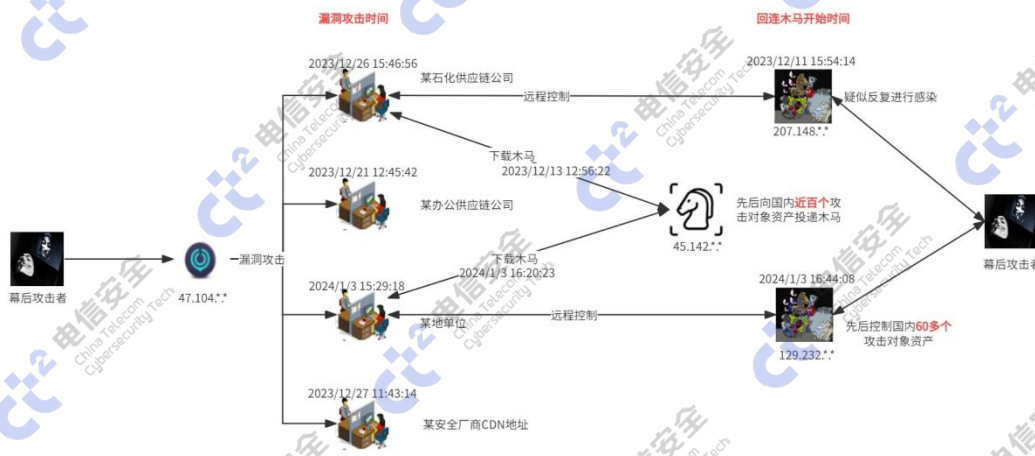 漏洞攻击时间
回连木马开始时间
2023/12/26 15:46:56
某石化供应链公司
远程控制
2023/12/11 15:54:14
疑似反复进行感染
207.148.*.*
下载木马
2023/12/13 12:56:22
2023/12/21 12:45:42
某办公供应链公司
先后向国内近百个攻
击对象资产投递木马
45.142.*.*
幕后攻击者
47.104.*.*
漏洞攻击
下载木马
2024/1/3 16:20:23
幕后攻击者
2024/1/3 15:29:18
某地单位
远程控制
2024/1/3 16:44:08
先后控制国内60多个
攻击对象资产
129.232.*.*
2023/12/27 11:43:14
某安全厂商CDN地址
电信安全
China Telecom
Cybersecurity Tech